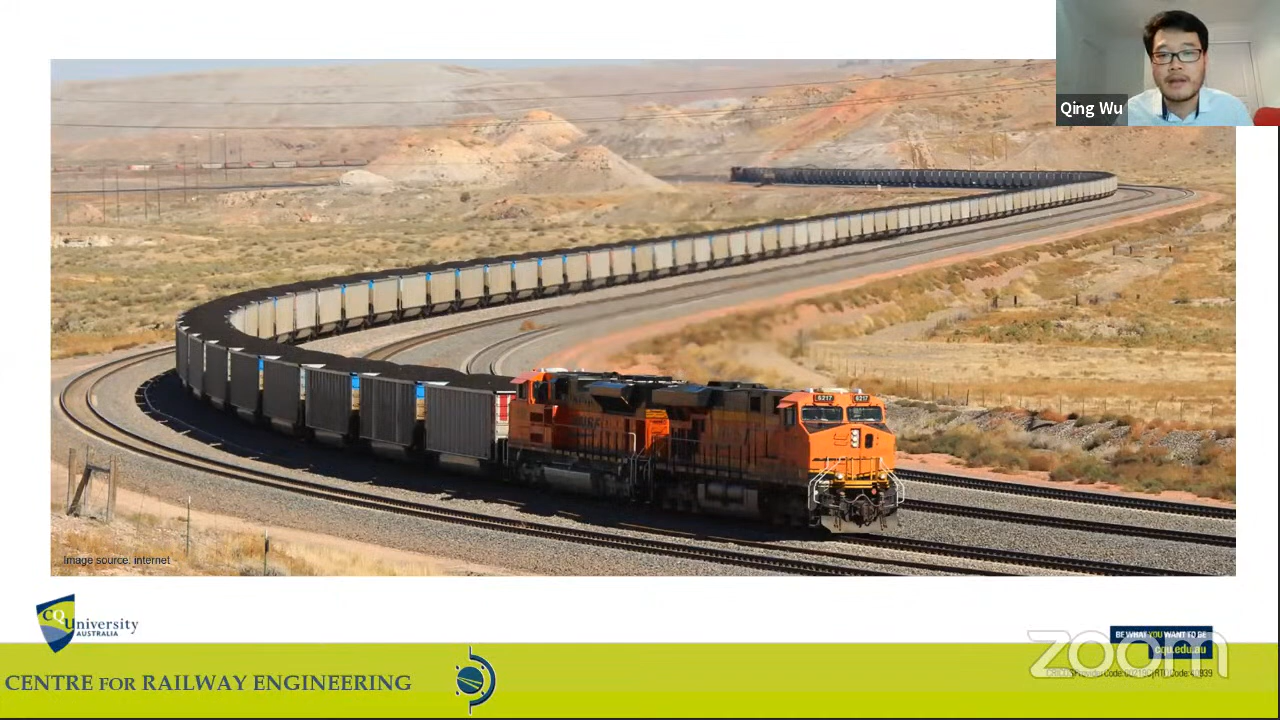 Qing Wu
6217 6217
Image source: internet
CQUniversity
AUSTRALIA
BE WHAT YOU WANT TO BE
cqu.edu.au
zoom
CENTRE FOR RAILWAY ENGINEERING